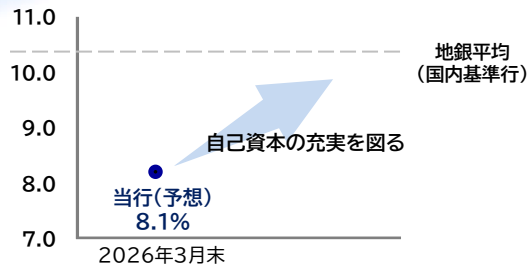 11.0
地銀平均
（国内基準行）
10.0
9.0
自己資本の充実を図る
8.0
当行（予想）
8.1%
7.0
2026年3月末